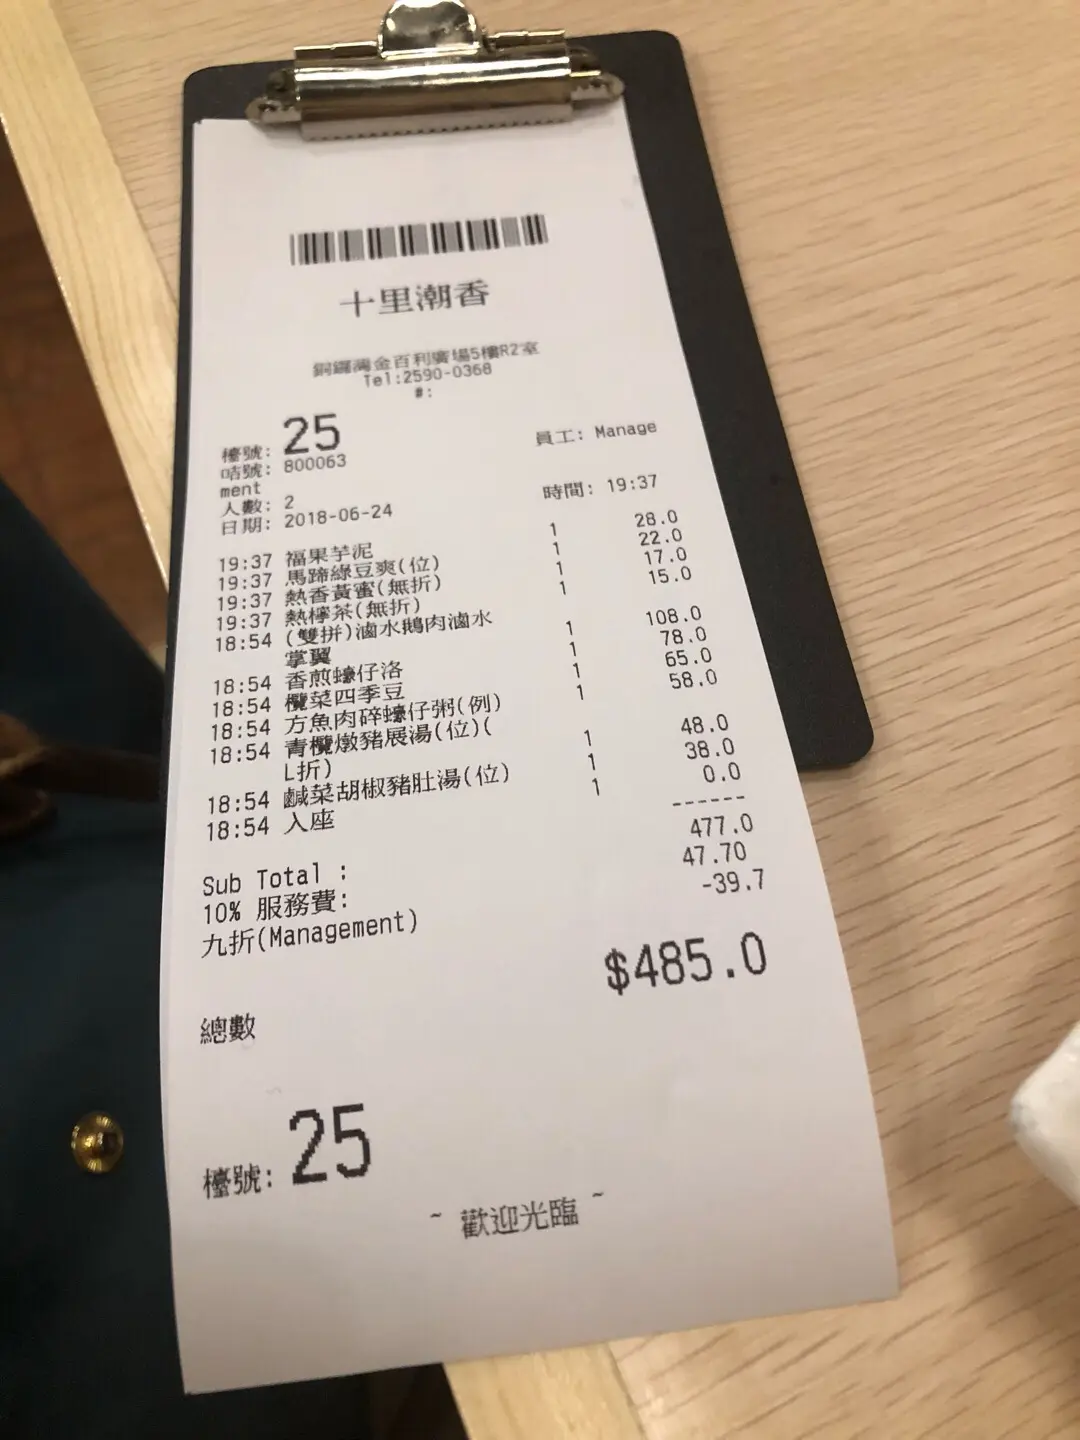 十里潮香
銅鑼灣金百利廣場5樓R2室
Tel:2590-0368
#:
檯號: 25
咭號: 800063 員工: Manage
ment
人數: 2
日期: 2018-06-24 時間: 19:37
19:37 福果芋泥 1 28.0
19:37 馬蹄綠豆爽(位) 1 22.0
19:37 熱香黃蜜(無折) 1 17.0
19:37 熱檸茶(無折) 1 15.0
18:54 (雙拼)滷水鵝肉滷水
掌翼 1 108.0
18:54 香煎蠔仔洛 1 78.0
18:54 欖菜四季豆 1 65.0
18:54 方魚肉碎蠔仔粥(例) 1 58.0
18:54 青欖燉豬展湯(位)(
L折) 1 48.0
18:54 鹹菜胡椒豬肚湯(位) 1 38.0
18:54 入座 1 0.0
------
Sub Total : 477.0
10% 服務費: 47.70
九折(Management) -39.7
總數 $485.0
檯號: 25
~ 歡迎光臨 ~